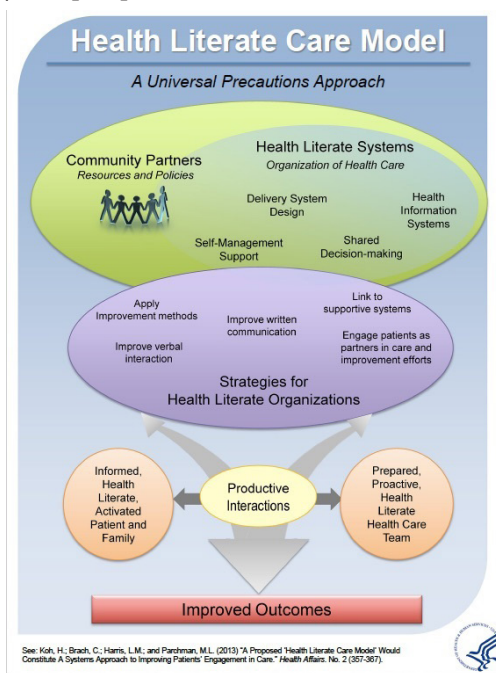 Health Literate Care Model
A Universal Precautions Approach
Community Partners
Resources and Policies
Health Literate Systems
Organization of Health Care
Delivery System
Design
Health
Information
Systems
Self-Management
Support
Shared
Decision-making
Apply
Improvement methods
Improve verbal
interaction
Improve written
communication
Link to
supportive systems
Engage patients as
partners in care and
improvement efforts
Strategies for
Health Literate Organizations
Informed,
Health
Literate,
Activated
Patient and
Family
Productive
Interactions
Prepared,
Proactive,
Health
Literate
Health Care
Team
Improved Outcomes
See: Koh, H.; Brach, C.; Harris, L.M.; and Parchman, M.L. (2013) "A Proposed 'Health Literate Care Model' Would
Constitute A Systems Approach to Improving Patients' Engagement in Care." Health Affairs. No. 2 (357-367).